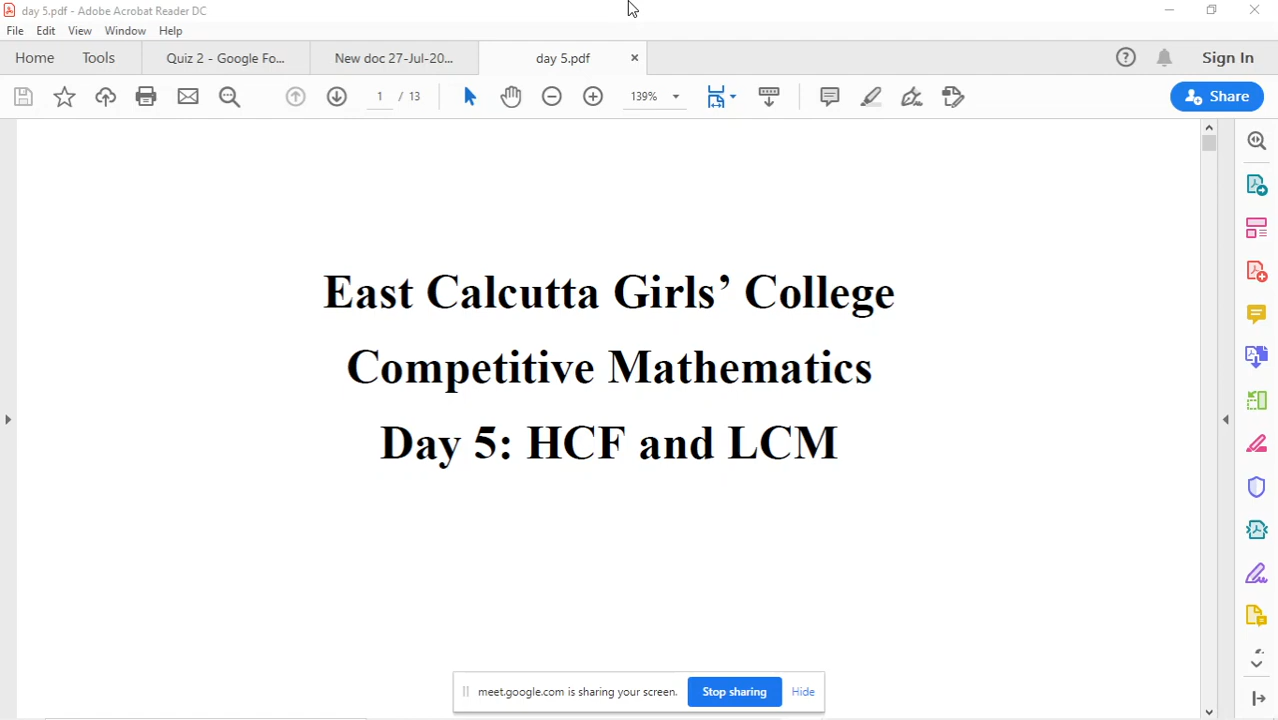 day 5.pdf - Adobe Acrobat Reader DC
File Edit View Window Help
Home Tools Quiz 2 - Google Fo... New doc 27-Jul-20... day 5.pdf × Sign In
1 / 13 139% Share
East Calcutta Girls’ College
Competitive Mathematics
Day 5: HCF and LCM
meet.google.com is sharing your screen. Stop sharing Hide